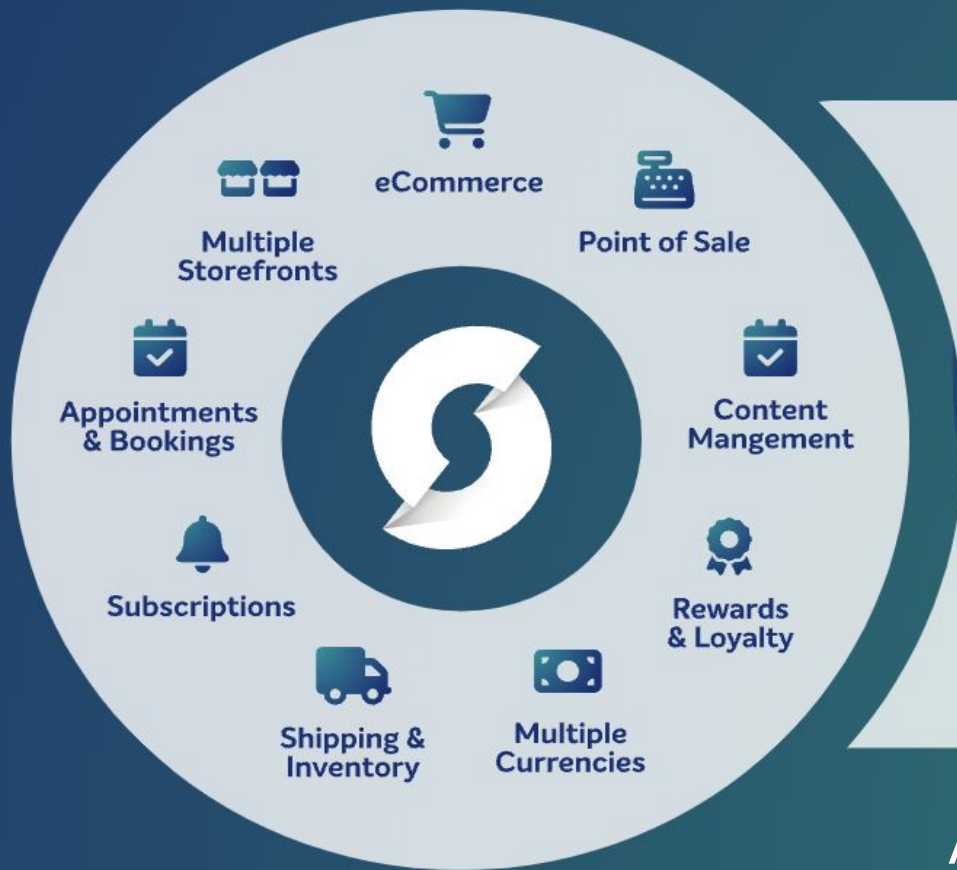 eCommerce
Point of Sale
Content
Mangement
Rewards
& Loyalty
Multiple
Currencies
Shipping &
Inventory
Subscriptions
Appointments
& Bookings
Multiple
Storefronts